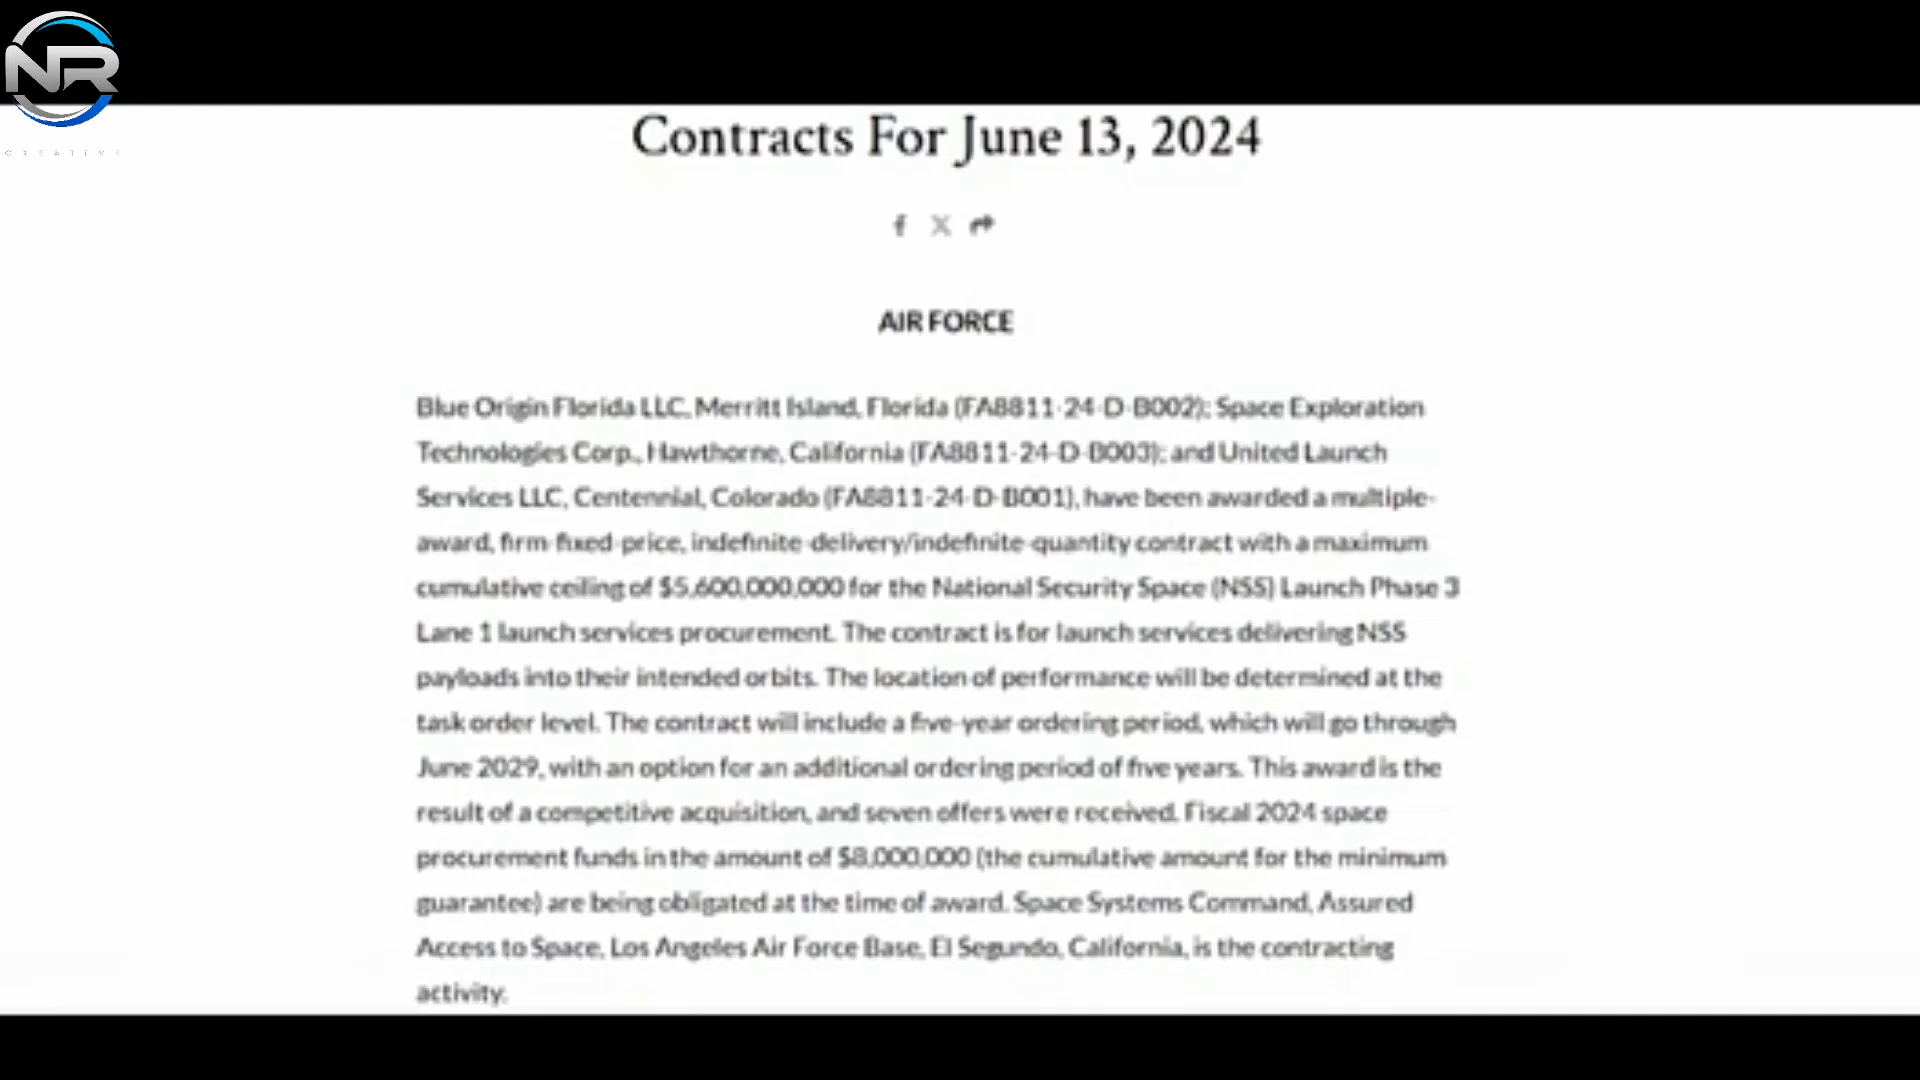 NR
CREATIVE
Contracts For June 13, 2024
AIR FORCE
Blue Origin Florida LLC, Merritt Island, Florida (FA8811-24-D-B002); Space Exploration
Technologies Corp., Hawthorne, California (FA8811-24-D-B003); and United Launch
Services LLC, Centennial, Colorado (FA8811-24-D-B001), have been awarded a multiple-
award, firm-fixed-price, indefinite-delivery/indefinite-quantity contract with a maximum
cumulative ceiling of $5,600,000,000 for the National Security Space (NSS) Launch Phase 3
Lane 1 launch services procurement. The contract is for launch services delivering NSS
payloads into their intended orbits. The location of performance will be determined at the
task order level. The contract will include a five-year ordering period, which will go through
June 2029, with an option for an additional ordering period of five years. This award is the
result of a competitive acquisition, and seven offers were received. Fiscal 2024 space
procurement funds in the amount of $8,000,000 (the cumulative amount for the minimum
guarantee) are being obligated at the time of award. Space Systems Command, Assured
Access to Space, Los Angeles Air Force Base, El Segundo, California, is the contracting
activity.